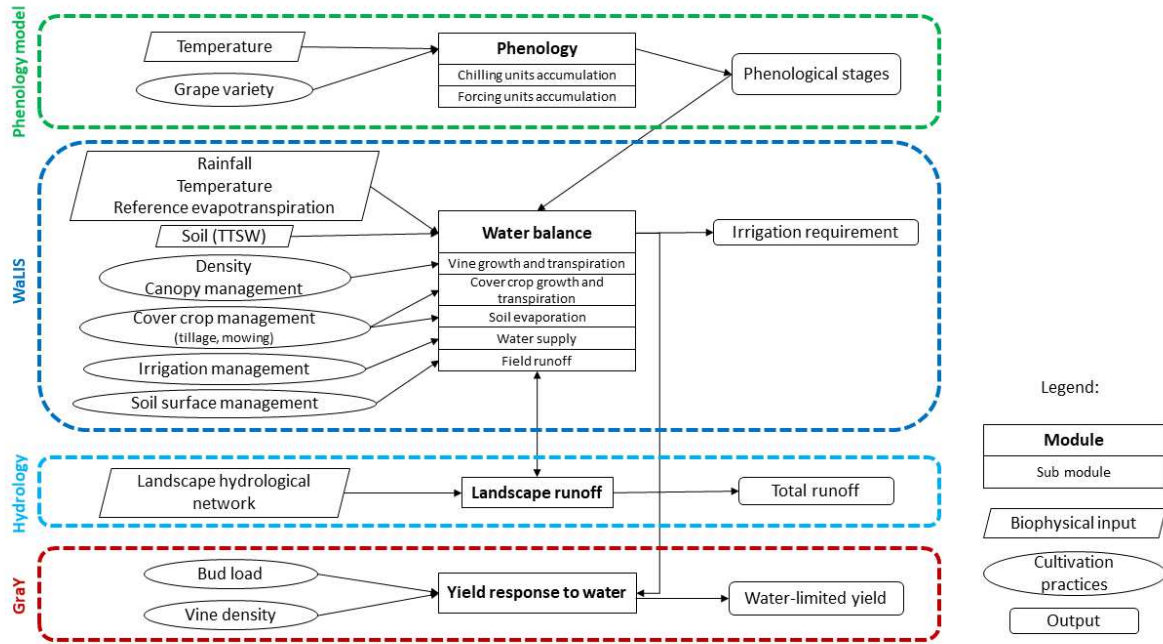 Phenology model
Temperature
Grape variety
Phenology
Chilling units accumulation
Forcing units accumulation
Phenological stages
WaLIS
Rainfall
Temperature
Reference evapotranspiration
Soil (TTSW)
Density
Canopy management
Cover crop management
(tillage, mowing)
Irrigation management
Soil surface management
Water balance
Vine growth and transpiration
Cover crop growth and
transpiration
Soil evaporation
Water supply
Field runoff
Irrigation requirement
Hydrology
Landscape hydrological
network
Landscape runoff
Total runoff
GraY
Bud load
Vine density
Yield response to water
Water-limited yield
Legend:
Module
Sub module
Biophysical input
Cultivation
practices
Output